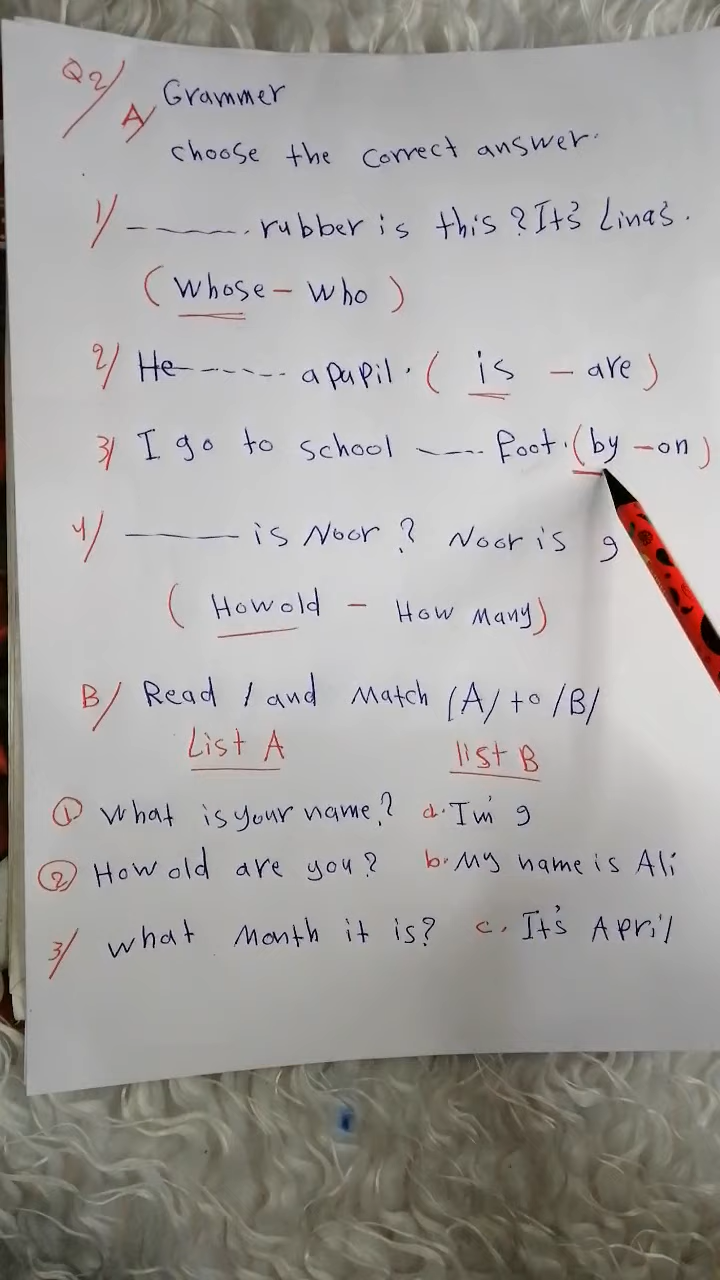 Q2/ A/ Grammer
choose the correct answer.
1/ ------- rubber is this? It's Lina's.
(Whose - Who)
2/ He ------ a pupil. ( is - are )
3/ I go to school ----- foot. (by - on)
4/ ------- is Noor? Noor is 9
( How old - How Many)
B/ Read / and Match /A/ to /B/
List A list B
1 What is your name? a. I'm 9
2 How old are you? b. My name is Ali
3/ what Month it is? c. It's April